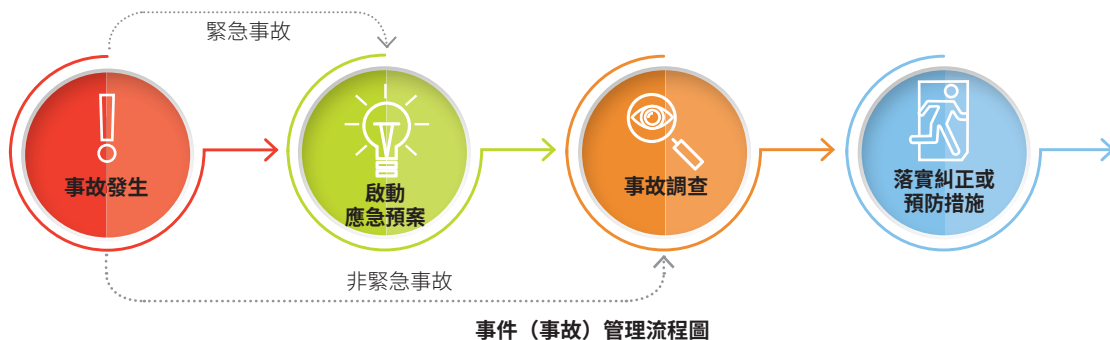 緊急事故
事故發生
啟動
應急預案
事故調查
落實糾正或
預防措施
非緊急事故
事件（事故）管理流程圖